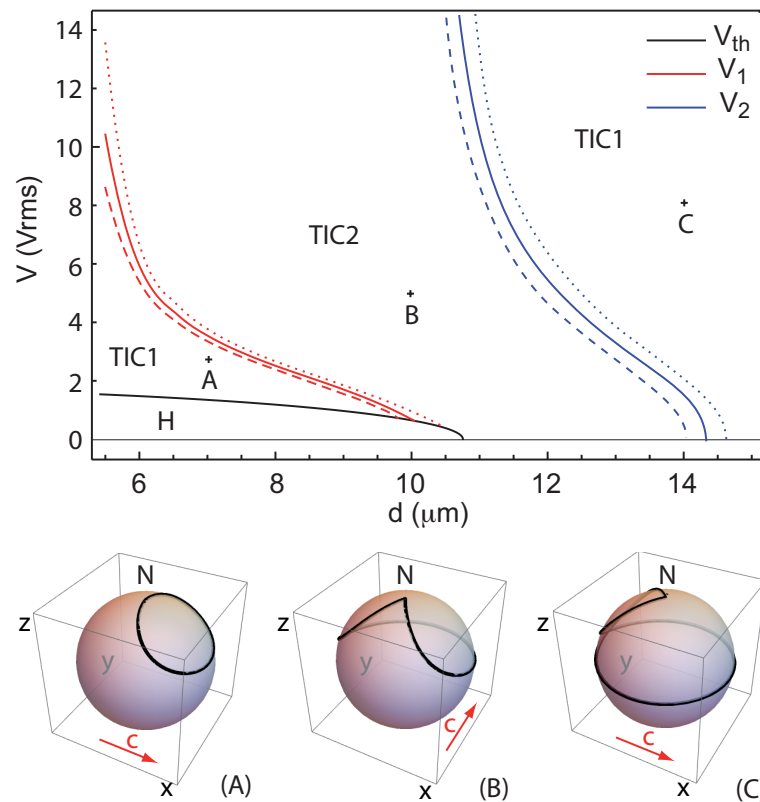 14
12
10
8
6
4
2
0
V (Vrms)
V_th
V_1
V_2
TIC1
TIC2
C
B
TIC1
A
H
6 8 10 12 14
d (μm)
N
z
y
c
x
(A)
N
z
y
c
x
(B)
N
z
y
c
x
(C)